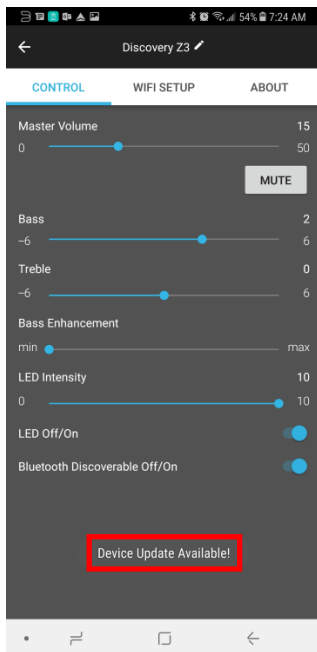 54% 7:24 AM
Discovery Z3
CONTROL WIFI SETUP ABOUT
Master Volume 15
0 50
MUTE
Bass 2
-6 6
Treble 0
-6 6
Bass Enhancement
min max
LED Intensity 10
0 10
LED Off/On
Bluetooth Discoverable Off/On
Device Update Available!